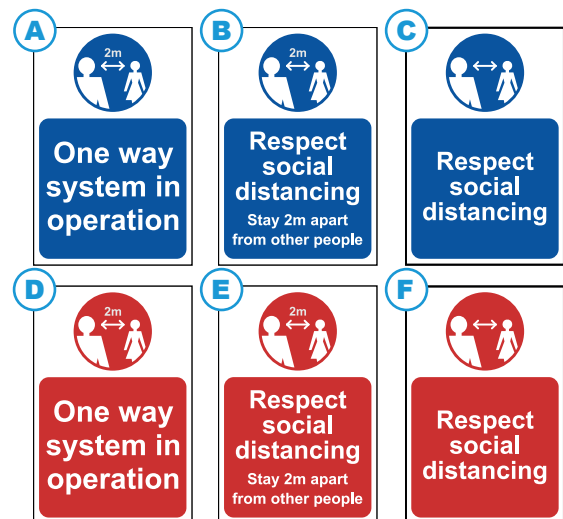 A
2m
One way
system in
operation
B
2m
Respect
social
distancing
Stay 2m apart
from other people
C
Respect
social
distancing
D
2m
One way
system in
operation
E
2m
Respect
social
distancing
Stay 2m apart
from other people
F
Respect
social
distancing